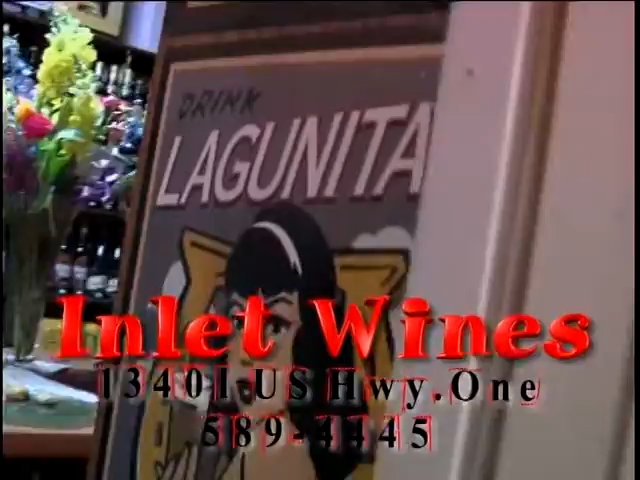 DRINK
LAGUNITA
Inlet Wines
13401 US Hwy. One
589-4445